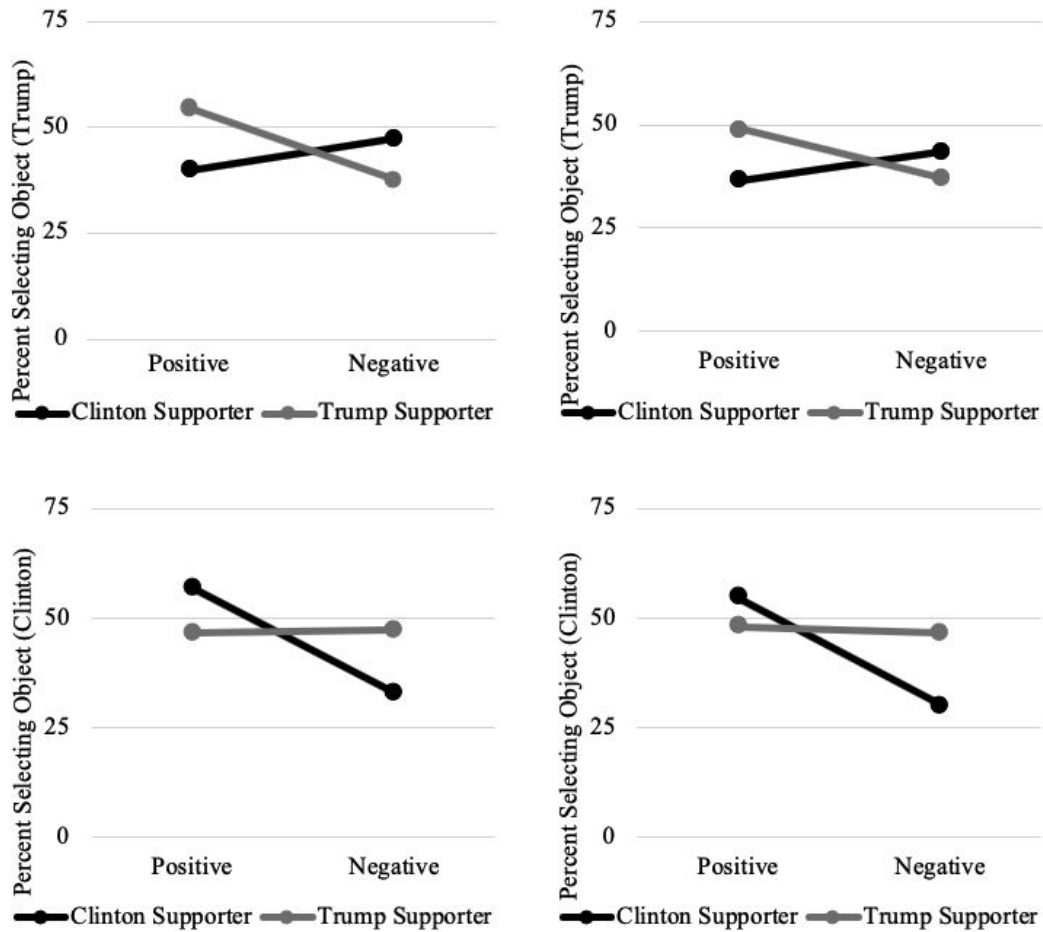 Percent Selecting Object (Trump)
75
50
25
0
Positive Negative
Clinton Supporter Trump Supporter
Percent Selecting Object (Trump)
75
50
25
0
Positive Negative
Clinton Supporter Trump Supporter
Percent Selecting Object (Clinton)
75
50
25
0
Positive Negative
Clinton Supporter Trump Supporter
Percent Selecting Object (Clinton)
75
50
25
0
Positive Negative
Clinton Supporter Trump Supporter